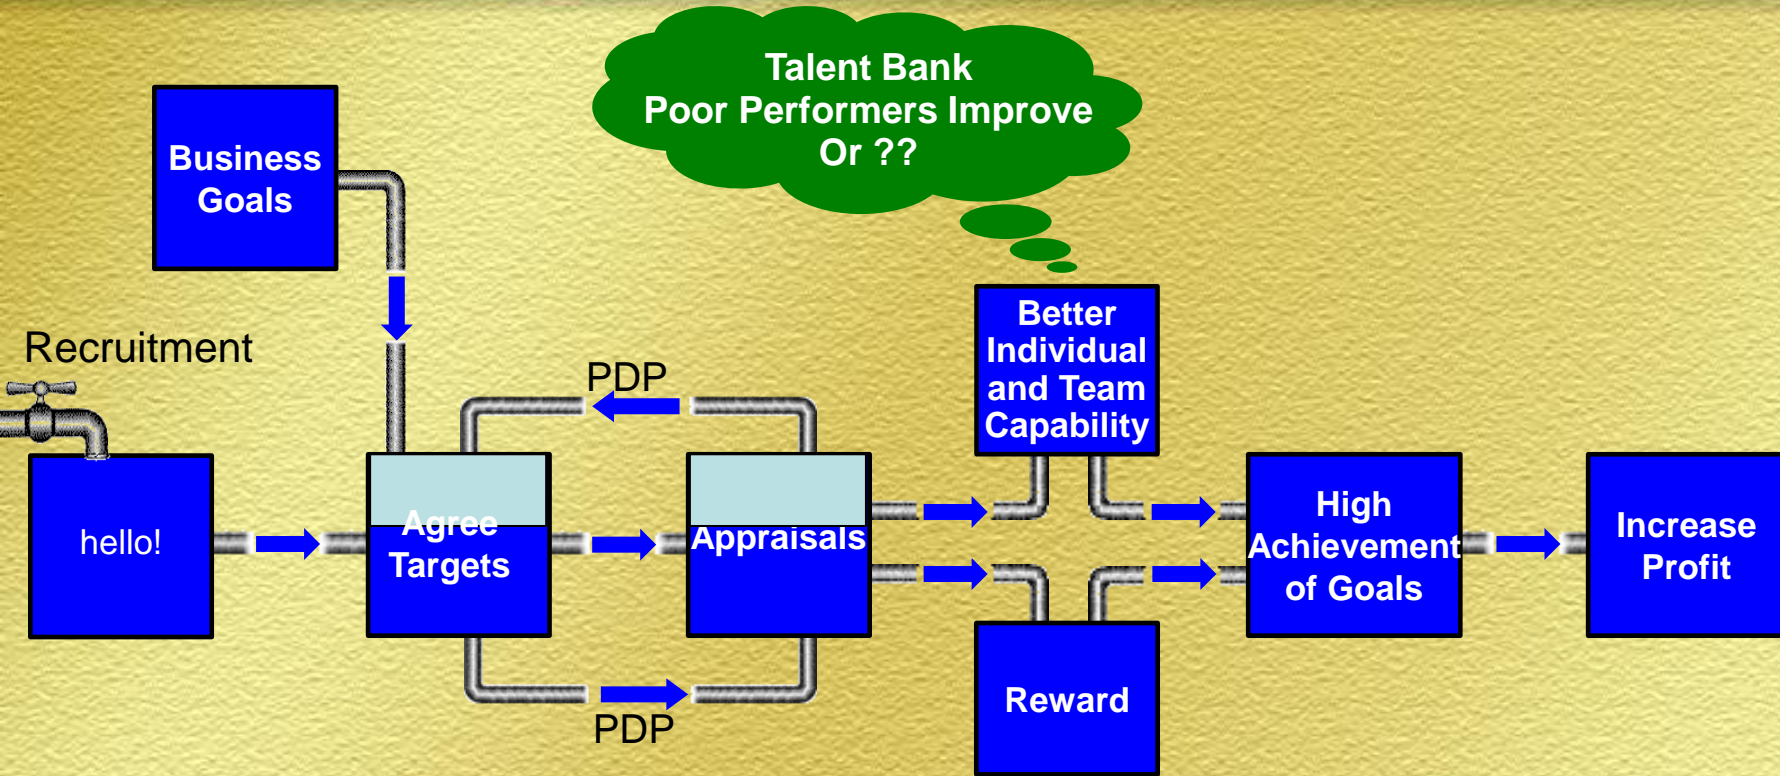 Talent Bank
Poor Performers Improve
Or ??
Business
Goals
Recruitment
PDP
Better
Individual
and Team
Capability
hello!
Agree
Targets
Appraisals
High
Achievement
of Goals
Increase
Profit
PDP
Reward